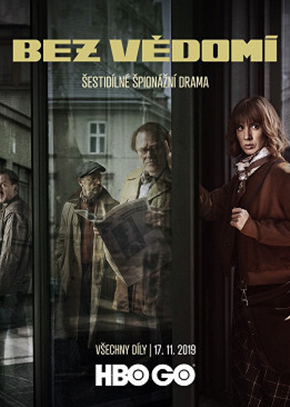 BEZ VĚDOMÍ
ŠESTIDÍLNÉ ŠPIONÁŽNÍ DRAMA
VŠECHNY DÍLY | 17. 11. 2019
HBO GO